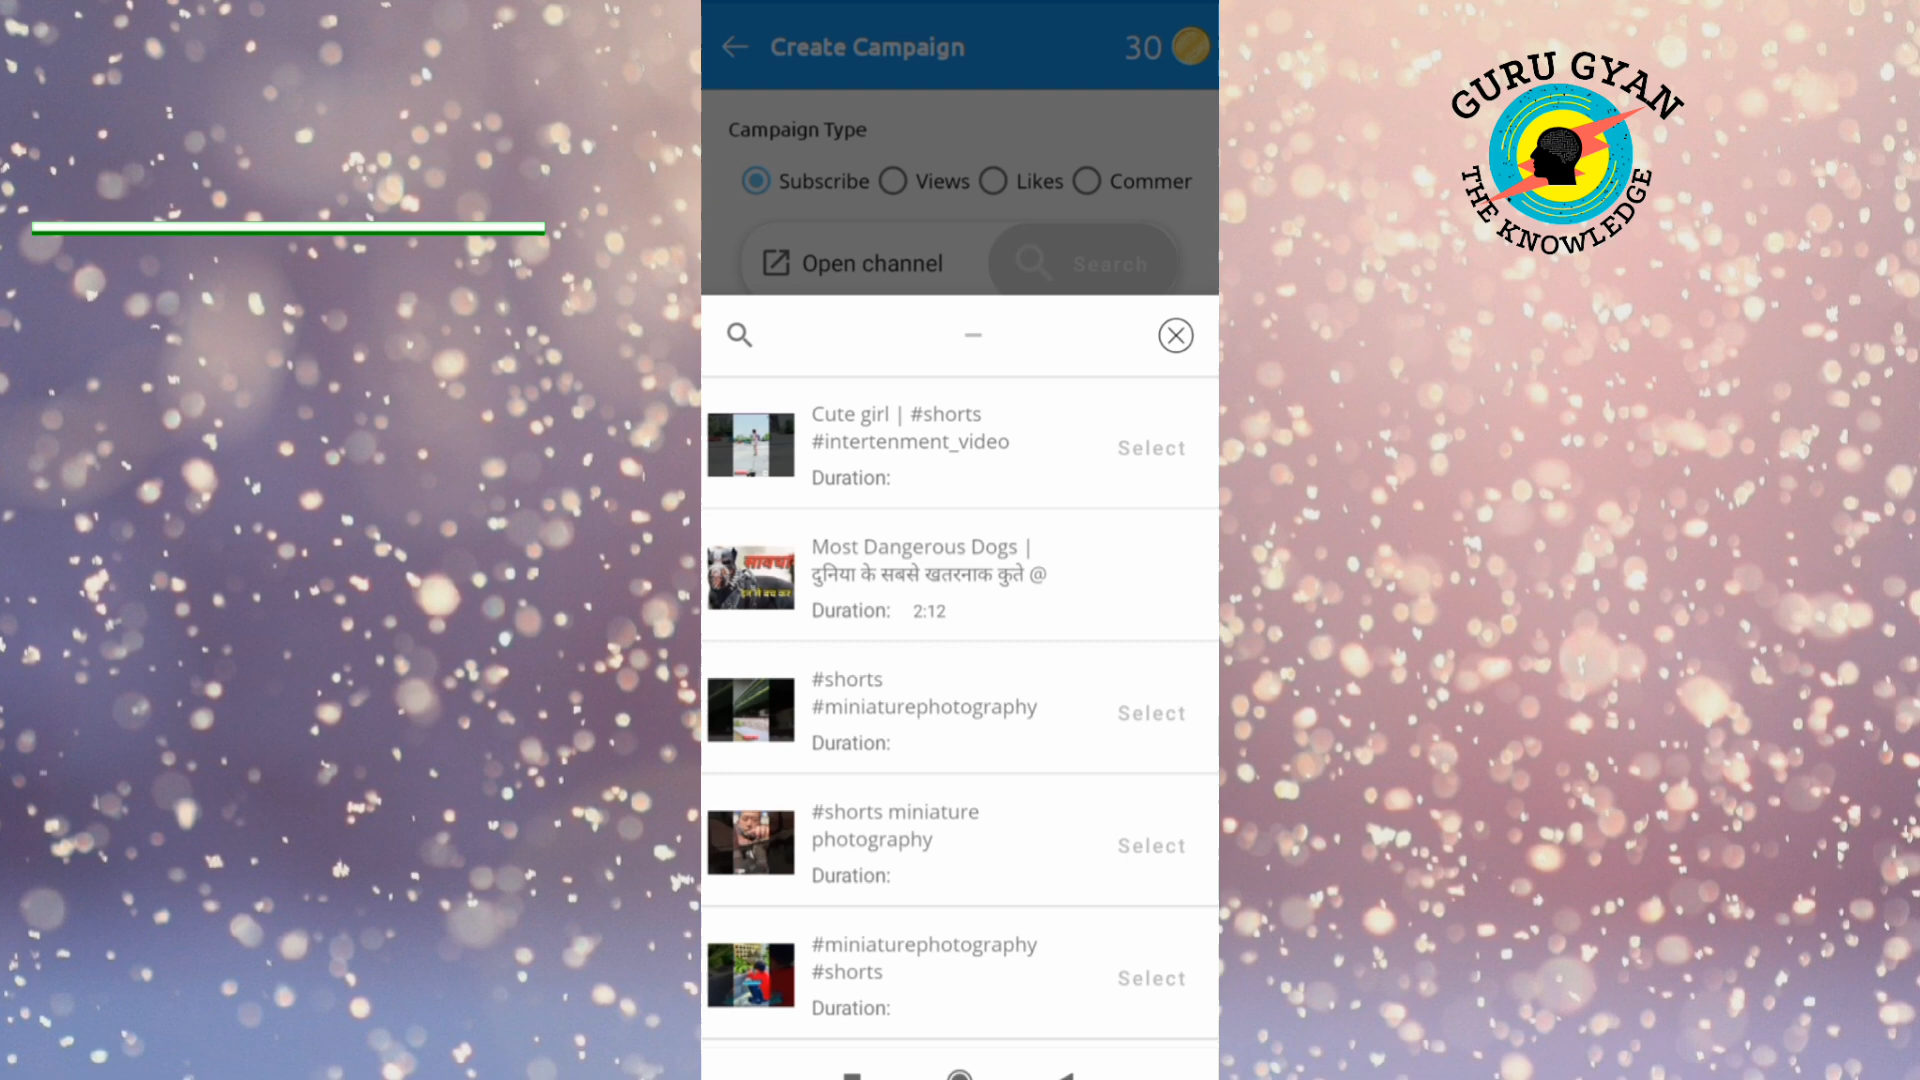 Create Campaign 30
Campaign Type
Subscribe Views Likes Commer
Open channel Search
Cute girl | #shorts
#intertenment_video
Select
Duration:
Most Dangerous Dogs |
दुनिया के सबसे खतरनाक कुते @
Duration: 2:12
#shorts
#miniaturephotography
Select
Duration:
#shorts miniature
photography
Select
Duration:
#miniaturephotography
#shorts
Select
Duration:
GURU GYAN
THE KNOWLEDGE